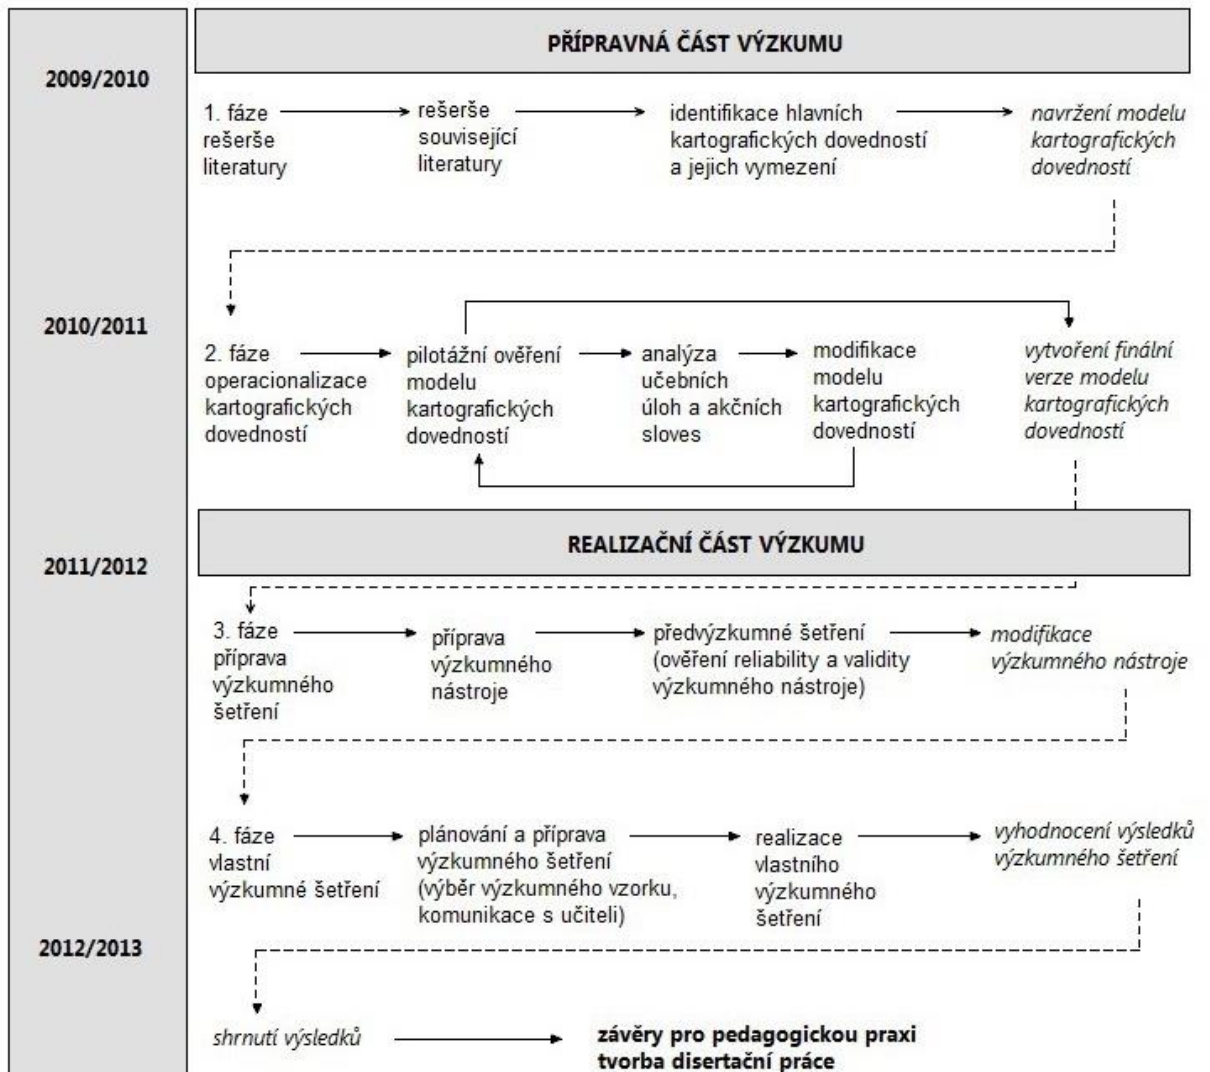 PŘÍPRAVNÁ ČÁST VÝZKUMU
2009/2010
1. fáze
rešerše
literatury
rešerše
související
literatury
identifikace hlavních
kartografických dovedností
a jejich vymezení
navržení modelu
kartografických
dovedností
2010/2011
2. fáze
operacionalizace
kartografických
dovedností
pilotážní ověření
modelu
kartografických
dovedností
analýza
učebních
úloh a akčních
sloves
modifikace
modelu
kartografických
dovedností
vytvoření finální
verze modelu
kartografických
dovedností
REALIZAČNÍ ČÁST VÝZKUMU
2011/2012
3. fáze
příprava
výzkumného
šetření
příprava
výzkumného
nástroje
předvýzkumné šetření
(ověření reliability a validity
výzkumného nástroje)
modifikace
výzkumného nástroje
4. fáze
vlastní
výzkumné šetření
plánování a příprava
výzkumného šetření
(výběr výzkumného vzorku,
komunikace s učiteli)
realizace
vlastního
výzkumného
šetření
vyhodnocení výsledků
výzkumného šetření
2012/2013
shrnutí výsledků
závěry pro pedagogickou praxi
tvorba disertační práce